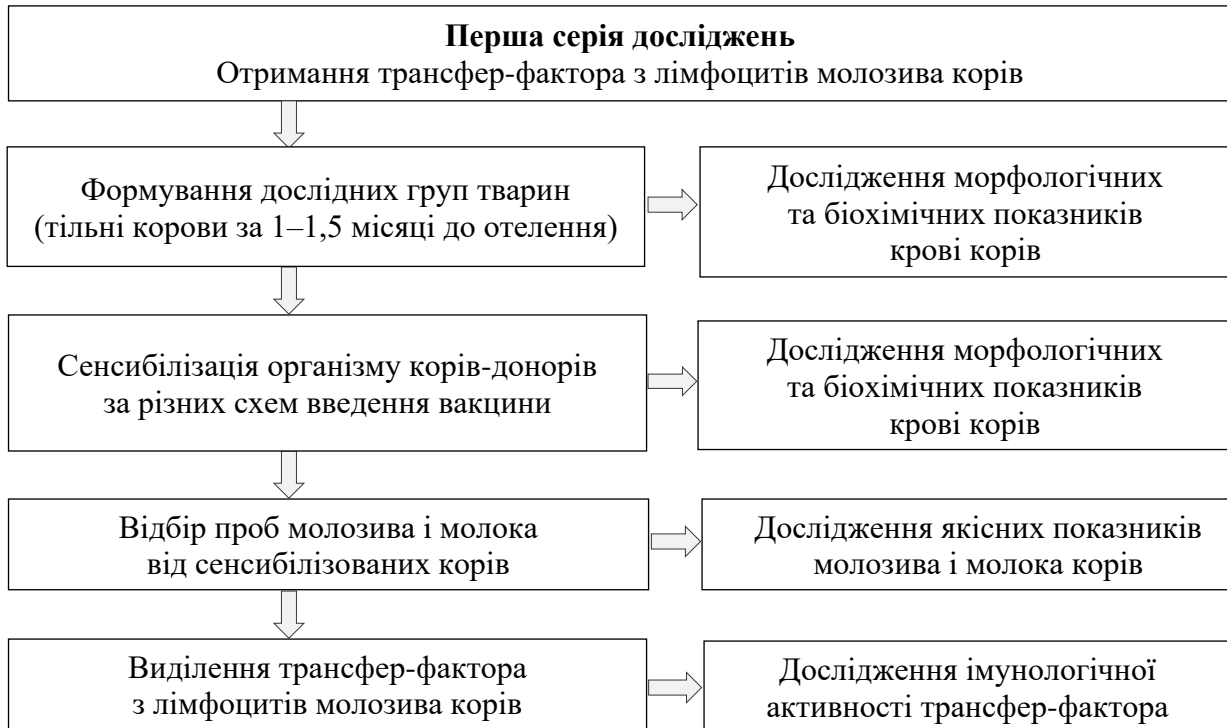 Перша серія досліджень
Отримання трансфер-фактора з лімфоцитів молозива корів
Формування дослідних груп тварин
(тільні корови за 1–1,5 місяці до отелення)
Дослідження морфологічних
та біохімічних показників
крові корів
Сенсибілізація організму корів-донорів
за різних схем введення вакцини
Дослідження морфологічних
та біохімічних показників
крові корів
Відбір проб молозива і молока
від сенсибілізованих корів
Дослідження якісних показників
молозива і молока корів
Виділення трансфер-фактора
з лімфоцитів молозива корів
Дослідження імунологічної
активності трансфер-фактора